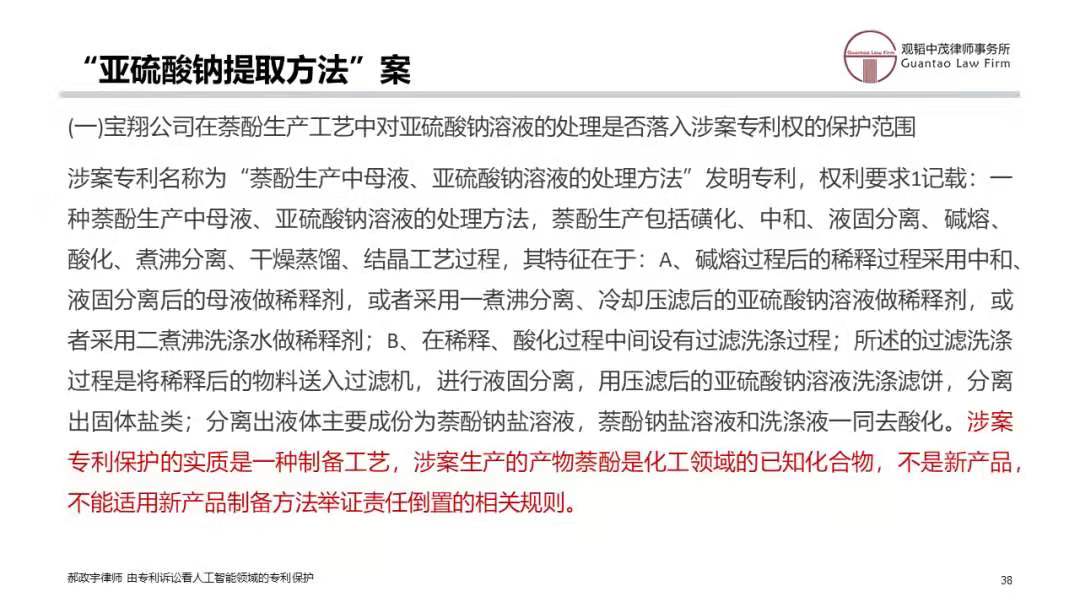 “亚硫酸钠提取方法”案
Guantao Law Firm
观韬中茂律师事务所
Guantao Law Firm
(一)宝翔公司在萘酚生产工艺中对亚硫酸钠溶液的处理是否落入涉案专利权的保护范围
涉案专利名称为“萘酚生产中母液、亚硫酸钠溶液的处理方法”发明专利，权利要求1记载：一
种萘酚生产中母液、亚硫酸钠溶液的处理方法，萘酚生产包括磺化、中和、液固分离、碱熔、
酸化、煮沸分离、干燥蒸馏、结晶工艺过程，其特征在于：A、碱熔过程后的稀释过程采用中和、
液固分离后的母液做稀释剂，或者采用一煮沸分离、冷却压滤后的亚硫酸钠溶液做稀释剂，或
者采用二煮沸洗涤水做稀释剂；B、在稀释、酸化过程中间设有过滤洗涤过程；所述的过滤洗涤
过程是将稀释后的物料送入过滤机，进行液固分离，用压滤后的亚硫酸钠溶液洗涤滤饼，分离
出固体盐类；分离出液体主要成份为萘酚钠盐溶液，萘酚钠盐溶液和洗涤液一同去酸化。涉案
专利保护的实质是一种制备工艺，涉案生产的产物萘酚是化工领域的已知化合物，不是新产品，
不能适用新产品制备方法举证责任倒置的相关规则。
郝政宇律师 由专利诉讼看人工智能领域的专利保护
38